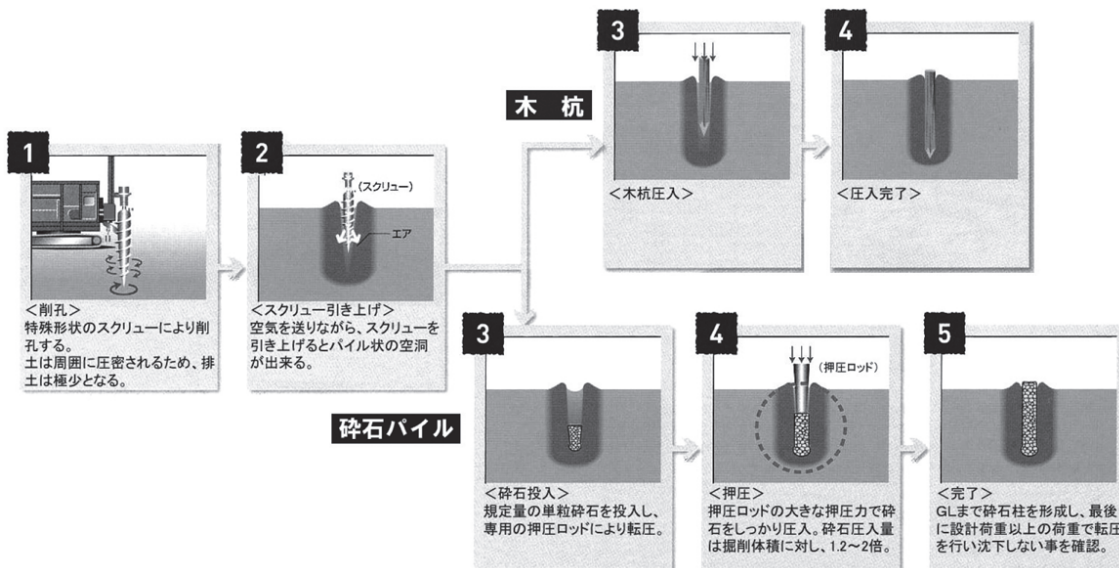 1
<削孔>
特殊形状のスクリューにより削
孔する。
土は周囲に圧密されるため、排
土は極少となる。
2
(スクリュー)
エア
<スクリュー引き上げ>
空気を送りながら、スクリューを
引き上げるとパイル状の空洞
が出来る。
木 杭
3
<木杭圧入>
4
<圧入完了>
砕石パイル
3
<砕石投入>
規定量の単粒砕石を投入し、
専用の押圧ロッドにより転圧。
4
(押圧ロッド)
<押圧>
押圧ロッドの大きな押圧力で砕
石をしっかり圧入。砕石圧入量
は掘削体積に対し、1.2～2倍。
5
<完了>
GLまで砕石柱を形成し、最後
に設計荷重以上の荷重で転圧
を行い沈下しない事を確認。